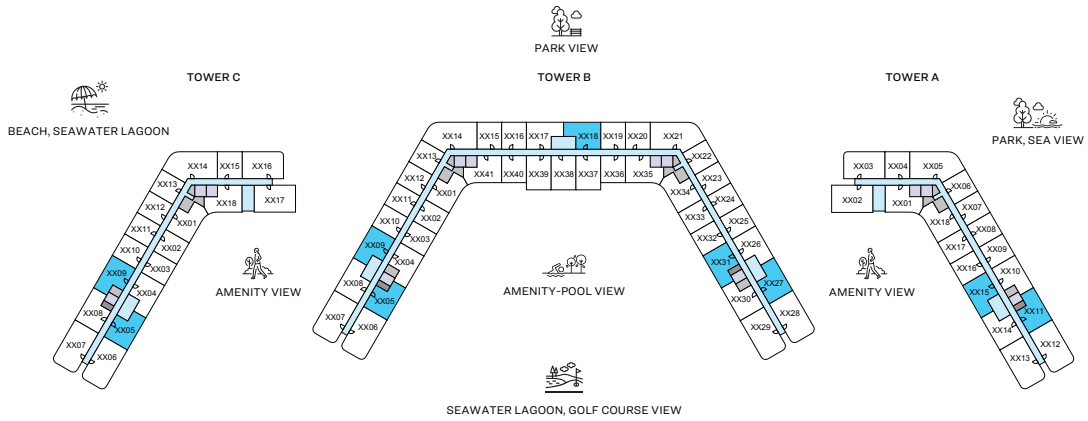 PARK VIEW
TOWER C
TOWER B
TOWER A
BEACH, SEAWATER LAGOON
PARK, SEA VIEW
XX14 XX15 XX16
XX13
XX12
XX11
XX10
XX09
XX08
XX07
XX06
XX05
XX04
XX03
XX02
XX01
XX18 XX17
XX14 XX15 XX16 XX17 XX18 XX19 XX20 XX21
XX13
XX12
XX11
XX10
XX09
XX08
XX07
XX06
XX05
XX04
XX03
XX02
XX01
XX41 XX40 XX39 XX38 XX37 XX36 XX35
XX22
XX23
XX24
XX25
XX26
XX27
XX28
XX29
XX30
XX31
XX32
XX33
XX34
XX03 XX04 XX05
XX02 XX01
XX06
XX07
XX08
XX09
XX10
XX11
XX12
XX13
XX14
XX15
XX16
XX17
XX18
AMENITY VIEW
AMENITY-POOL VIEW
AMENITY VIEW
SEAWATER LAGOON, GOLF COURSE VIEW